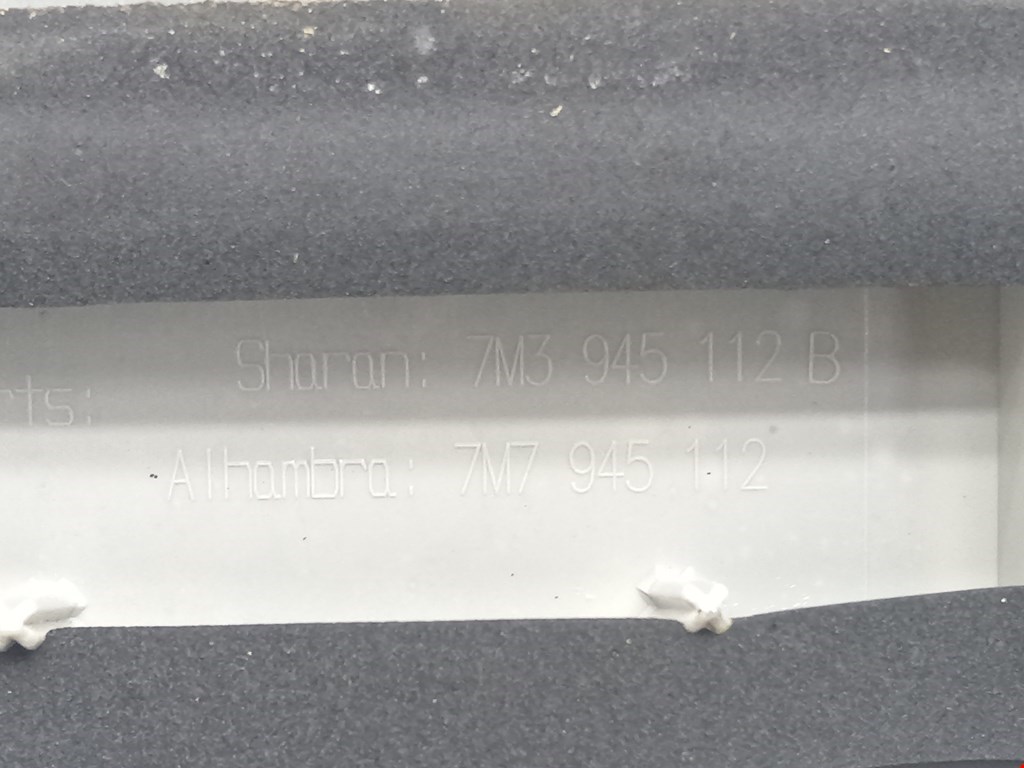 Sharan: 7M3 945 112 B
rts:
Alhambra: 7M7 945 112